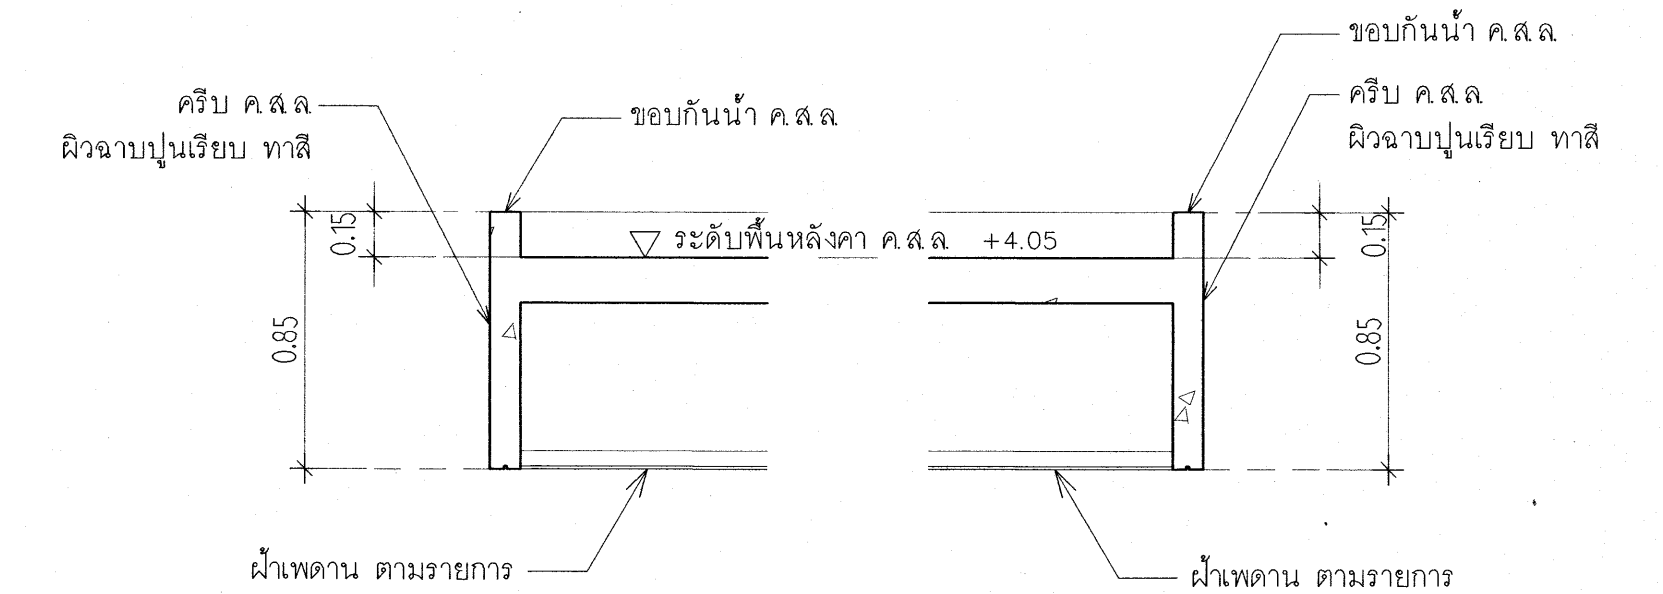 ขอบกันน้ำ ค.ส.ล.
ครีบ ค.ส.ล.
ผิวฉาบปูนเรียบ ทาสี
ขอบกันน้ำ ค.ส.ล.
ครีบ ค.ส.ล.
ผิวฉาบปูนเรียบ ทาสี
0.15
ระดับพื้นหลังคา ค.ส.ล. +4.05
0.15
0.85
0.85
ฝ้าเพดาน ตามรายการ
ฝ้าเพดาน ตามรายการ